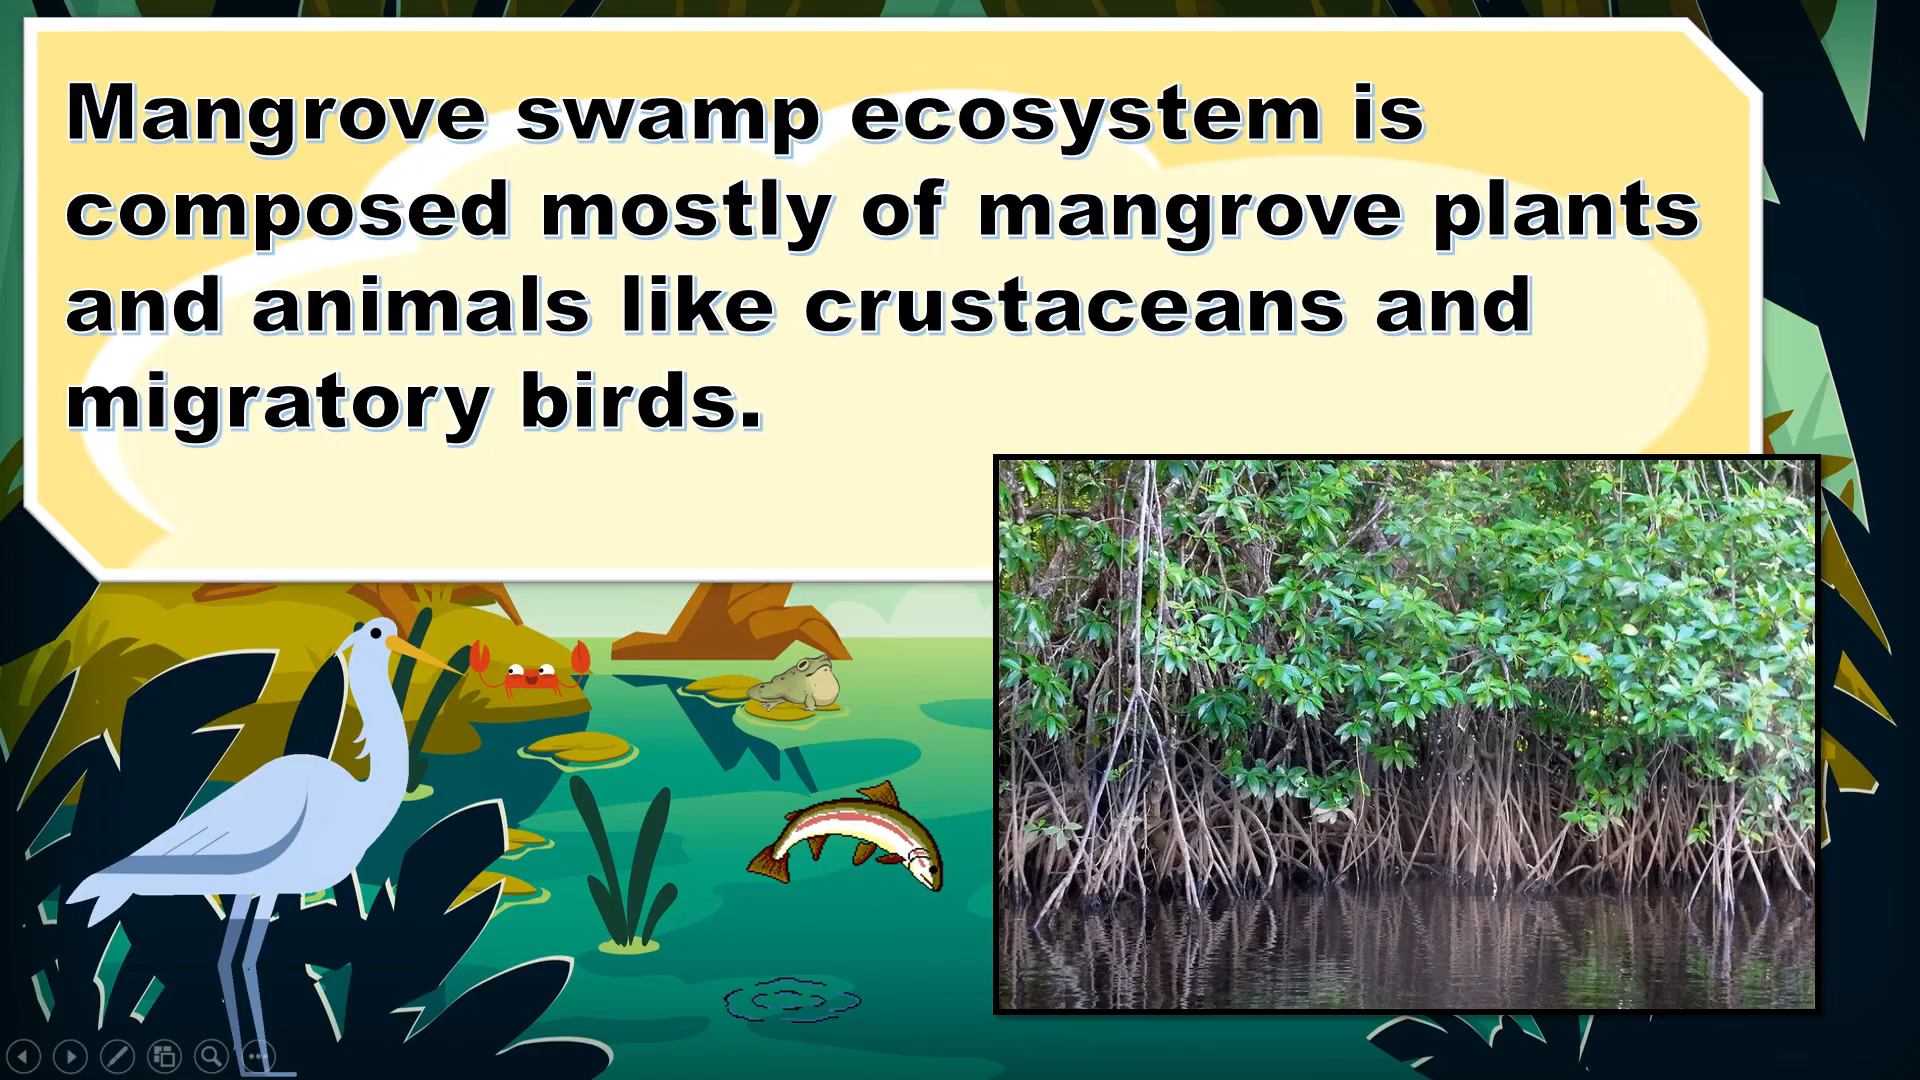 Mangrove swamp ecosystem is
composed mostly of mangrove plants
and animals like crustaceans and
migratory birds.